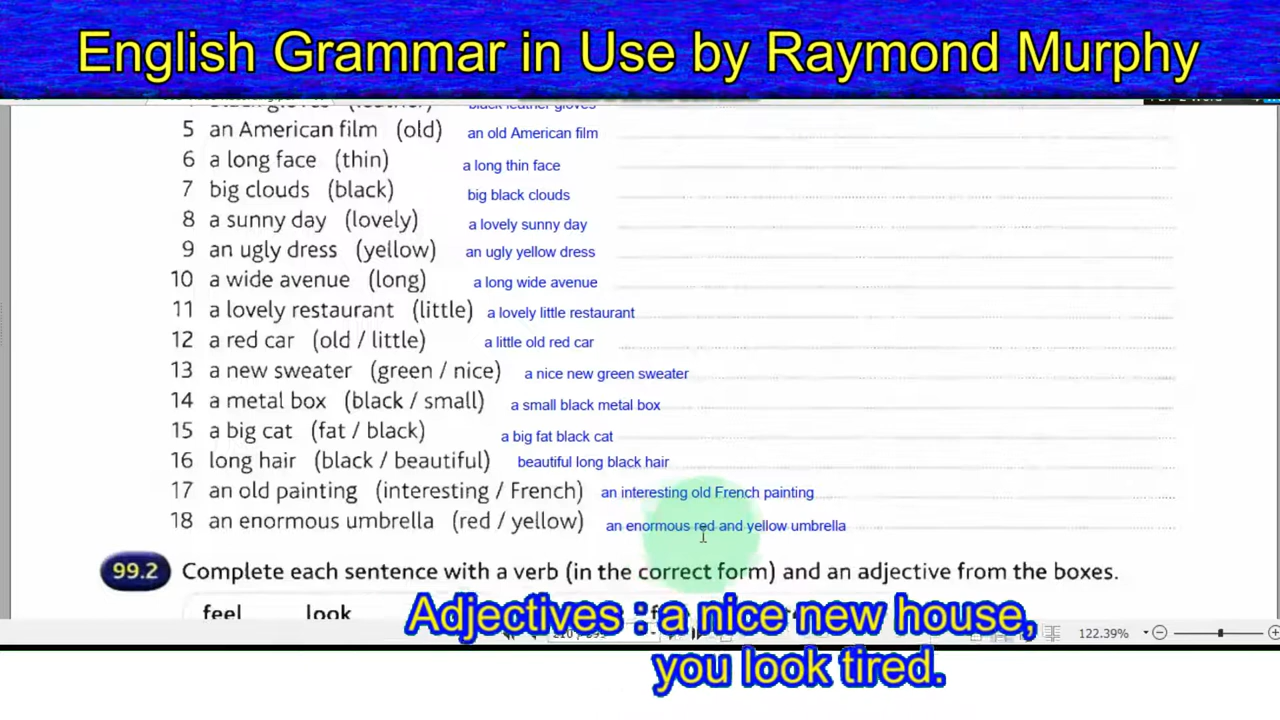 English Grammar in Use by Raymond Murphy
5 an American film (old) an old American film
6 a long face (thin) a long thin face
7 big clouds (black) big black clouds
8 a sunny day (lovely) a lovely sunny day
9 an ugly dress (yellow) an ugly yellow dress
10 a wide avenue (long) a long wide avenue
11 a lovely restaurant (little) a lovely little restaurant
12 a red car (old / little) a little old red car
13 a new sweater (green / nice) a nice new green sweater
14 a metal box (black / small) a small black metal box
15 a big cat (fat / black) a big fat black cat
16 long hair (black / beautiful) beautiful long black hair
17 an old painting (interesting / French) an interesting old French painting
18 an enormous umbrella (red / yellow) an enormous red and yellow umbrella
99.2 Complete each sentence with a verb (in the correct form) and an adjective from the boxes.
feel look
Adjectives : a nice new house,
you look tired.
122.39%